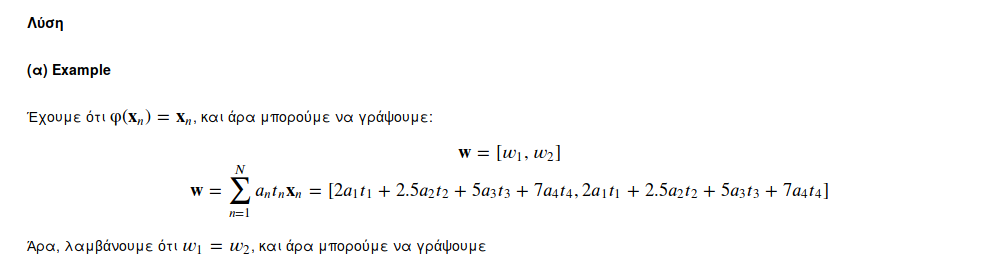 Λύση
(α) Example
Έχουμε ότι φ(𝐱ₙ) = 𝐱ₙ, και άρα μπορούμε να γράψουμε:
𝐰 = [w₁, w₂]
𝐰 = ∑ₙ₌₁ᴺ aₙtₙ𝐱ₙ = [2a₁t₁ + 2.5a₂t₂ + 5a₃t₃ + 7a₄t₄, 2a₁t₁ + 2.5a₂t₂ + 5a₃t₃ + 7a₄t₄]
Άρα, λαμβάνουμε ότι w₁ = w₂, και άρα μπορούμε να γράψουμε